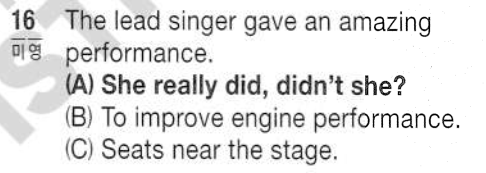 16 The lead singer gave an amazing
미영 performance.
(A) She really did, didn't she?
(B) To improve engine performance.
(C) Seats near the stage.